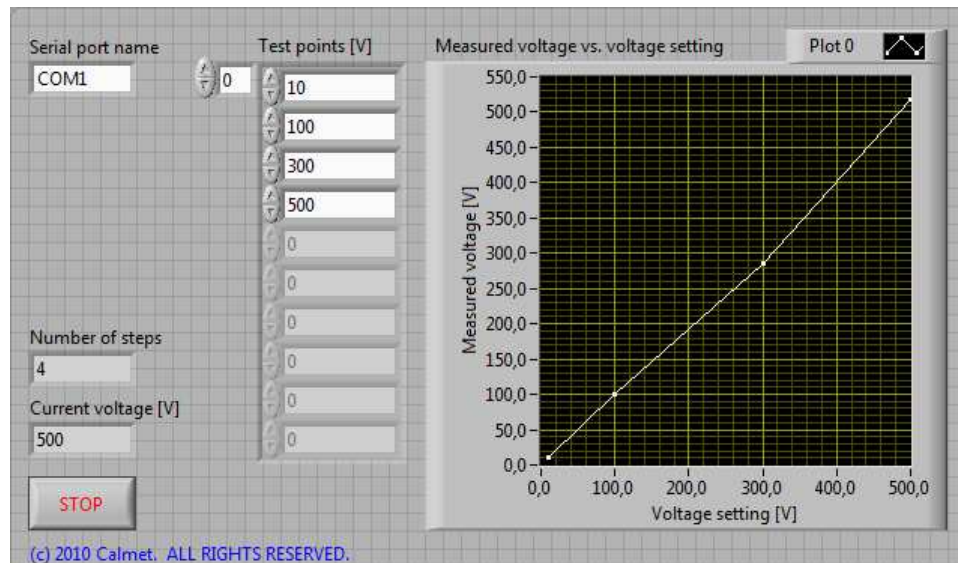 Serial port name
COM1
Test points [V]
0
10
100
300
500
0
0
0
0
0
0
Number of steps
4
Current voltage [V]
500
STOP
(c) 2010 Calmet. ALL RIGHTS RESERVED.
Measured voltage vs. voltage setting
Plot 0
Measured voltage [V]
550,0
500,0
450,0
400,0
350,0
300,0
250,0
200,0
150,0
100,0
50,0
0,0
0,0 100,0 200,0 300,0 400,0 500,0
Voltage setting [V]